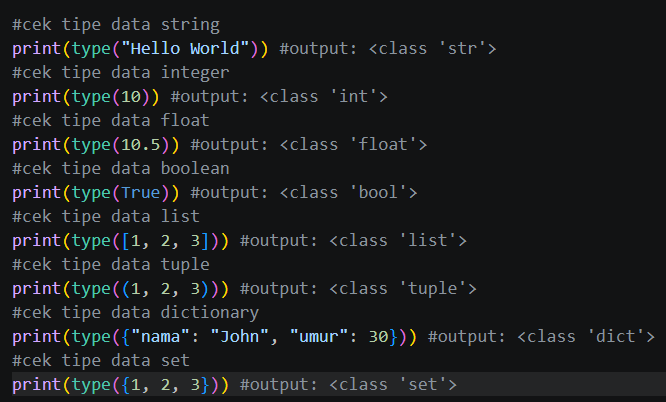 #cek tipe data string
print(type("Hello World")) #output: <class 'str'>
#cek tipe data integer
print(type(10)) #output: <class 'int'>
#cek tipe data float
print(type(10.5)) #output: <class 'float'>
#cek tipe data boolean
print(type(True)) #output: <class 'bool'>
#cek tipe data list
print(type([1, 2, 3])) #output: <class 'list'>
#cek tipe data tuple
print(type((1, 2, 3))) #output: <class 'tuple'>
#cek tipe data dictionary
print(type({"nama": "John", "umur": 30})) #output: <class 'dict'>
#cek tipe data set
print(type({1, 2, 3})) #output: <class 'set'>